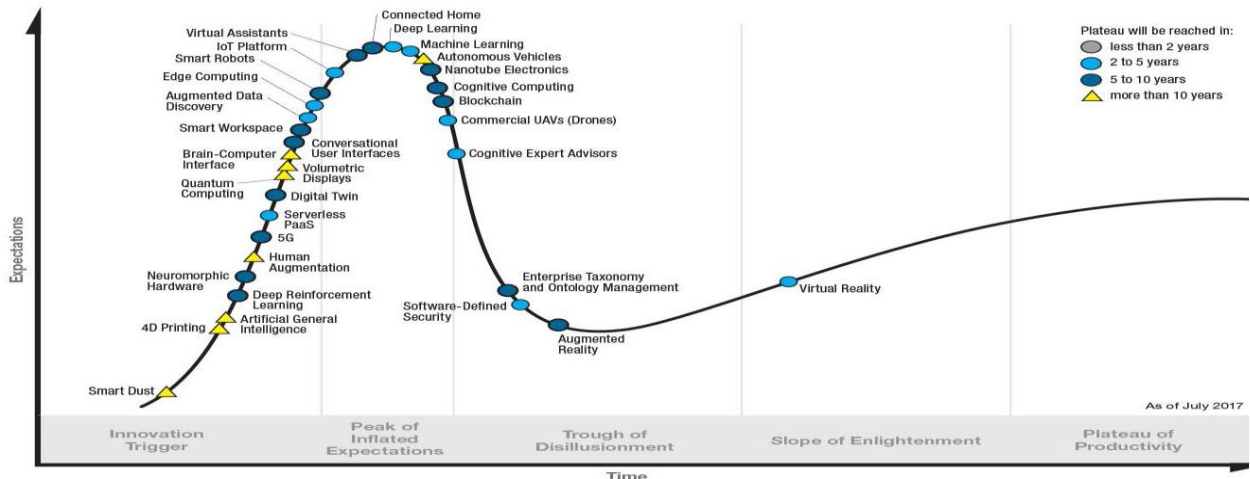 Connected Home
Virtual Assistants
Deep Learning
IoT Platform
Machine Learning
Smart Robots
Autonomous Vehicles
Nanotube Electronics
Edge Computing
Cognitive Computing
Augmented Data
Discovery
Blockchain
Commercial UAVs (Drones)
Smart Workspace
Conversational
User Interfaces
Brain-Computer
Interface
Cognitive Expert Advisors
Volumetric
Displays
Quantum
Computing
Digital Twin
Serverless
PaaS
5G
Human
Augmentation
Neuromorphic
Hardware
Deep Reinforcement
Learning
Artificial General
Intelligence
4D Printing
Smart Dust
Enterprise Taxonomy
and Ontology Management
Software-Defined
Security
Augmented
Reality
Virtual Reality
Plateau will be reached in:
less than 2 years
2 to 5 years
5 to 10 years
more than 10 years
As of July 2017
Expectations
Innovation
Trigger
Peak of
Inflated
Expectations
Trough of
Disillusionment
Slope of Enlightenment
Plateau of
Productivity
Time